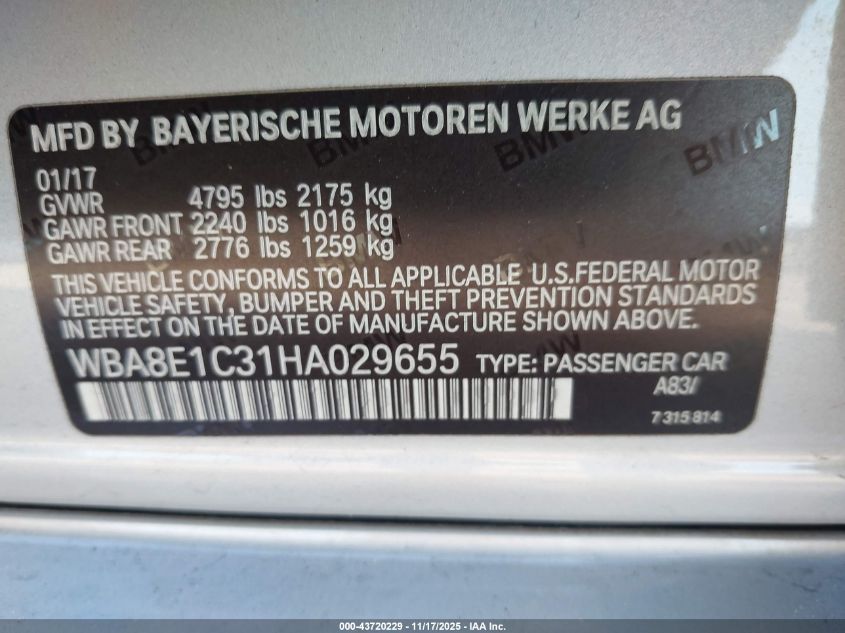 MFD BY BAYERISCHE MOTOREN WERKE AG
01/17
GVWR 4795 lbs 2175 kg
GAWR FRONT 2240 lbs 1016 kg
GAWR REAR 2776 lbs 1259 kg
THIS VEHICLE CONFORMS TO ALL APPLICABLE U.S.FEDERAL MOTOR
VEHICLE SAFETY, BUMPER AND THEFT PREVENTION STANDARDS
IN EFFECT ON THE DATE OF MANUFACTURE SHOWN ABOVE.
WBA8E1C31HA029655 TYPE: PASSENGER CAR
A83/
7 315 814
000-43720229 - 11/17/2025 - IAA Inc.